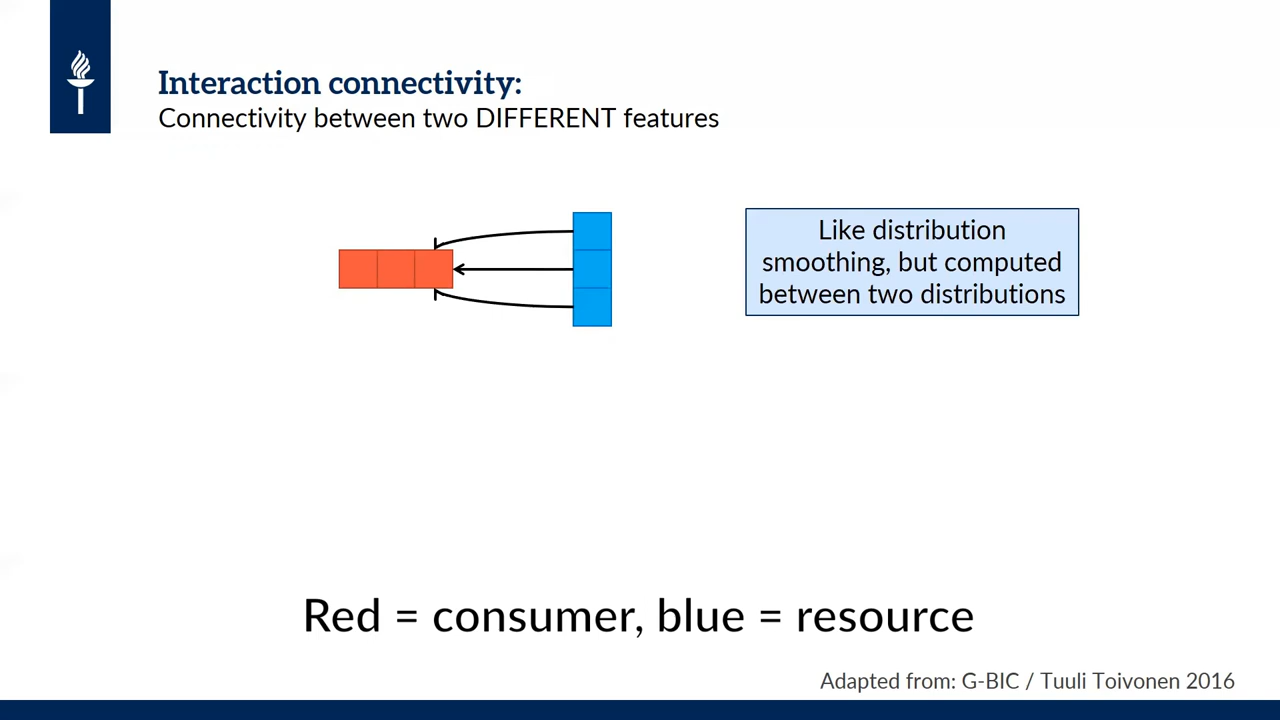 Interaction connectivity:
Connectivity between two DIFFERENT features
Like distribution
smoothing, but computed
between two distributions
Red = consumer, blue = resource
Adapted from: G-BIC / Tuuli Toivonen 2016